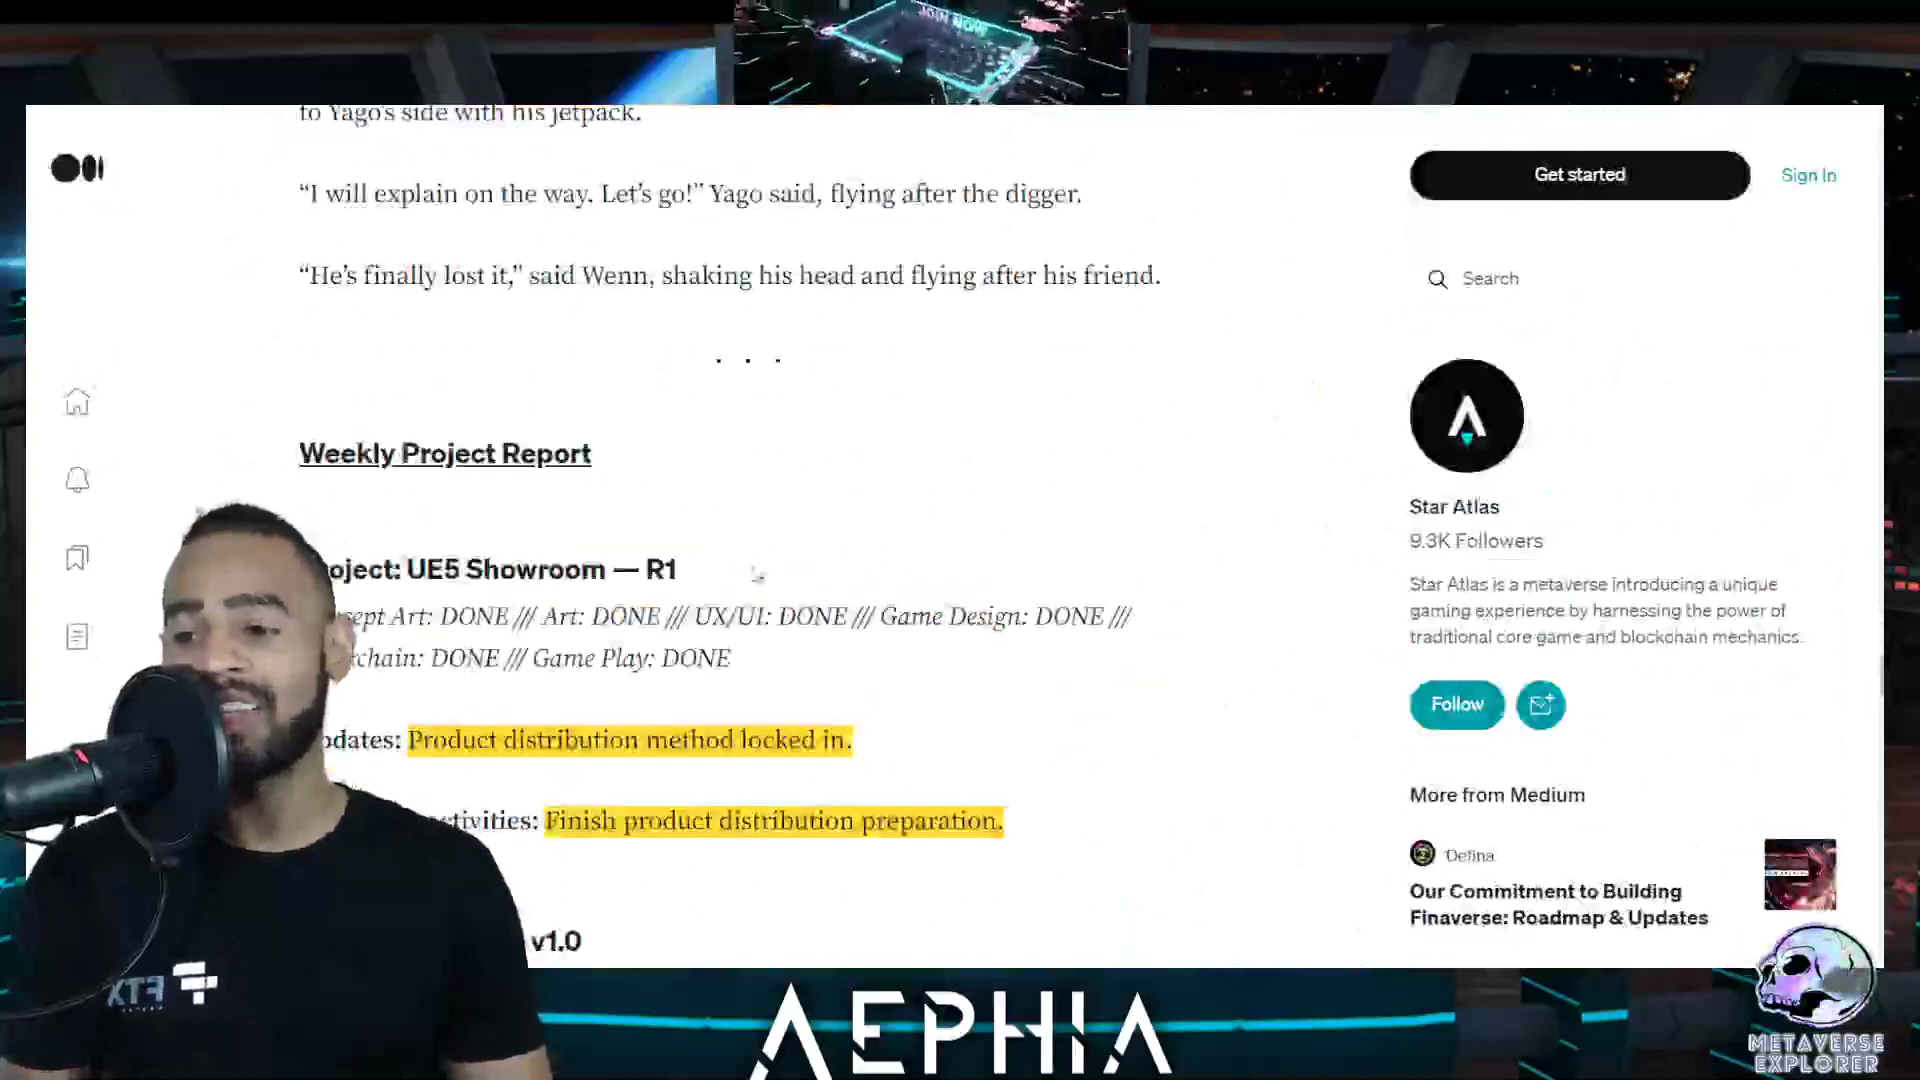 JOIN NOW
to Yago's side with his jetpack.
“I will explain on the way. Let's go!” Yago said, flying after the digger.
“He's finally lost it,” said Wenn, shaking his head and flying after his friend.
. . .
Weekly Project Report
oject: UE5 Showroom — R1
cept Art: DONE /// Art: DONE /// UX/UI: DONE /// Game Design: DONE ///
kchain: DONE /// Game Play: DONE
pdates: Product distribution method locked in.
ctivities: Finish product distribution preparation.
v1.0
Get started
Sign In
Search
Star Atlas
9.3K Followers
Star Atlas is a metaverse introducing a unique
gaming experience by harnessing the power of
traditional core game and blockchain mechanics.
Follow
More from Medium
Defina
Our Commitment to Building
Finaverse: Roadmap & Updates
FTX
AEPHIA
METAVERSE
EXPLORER